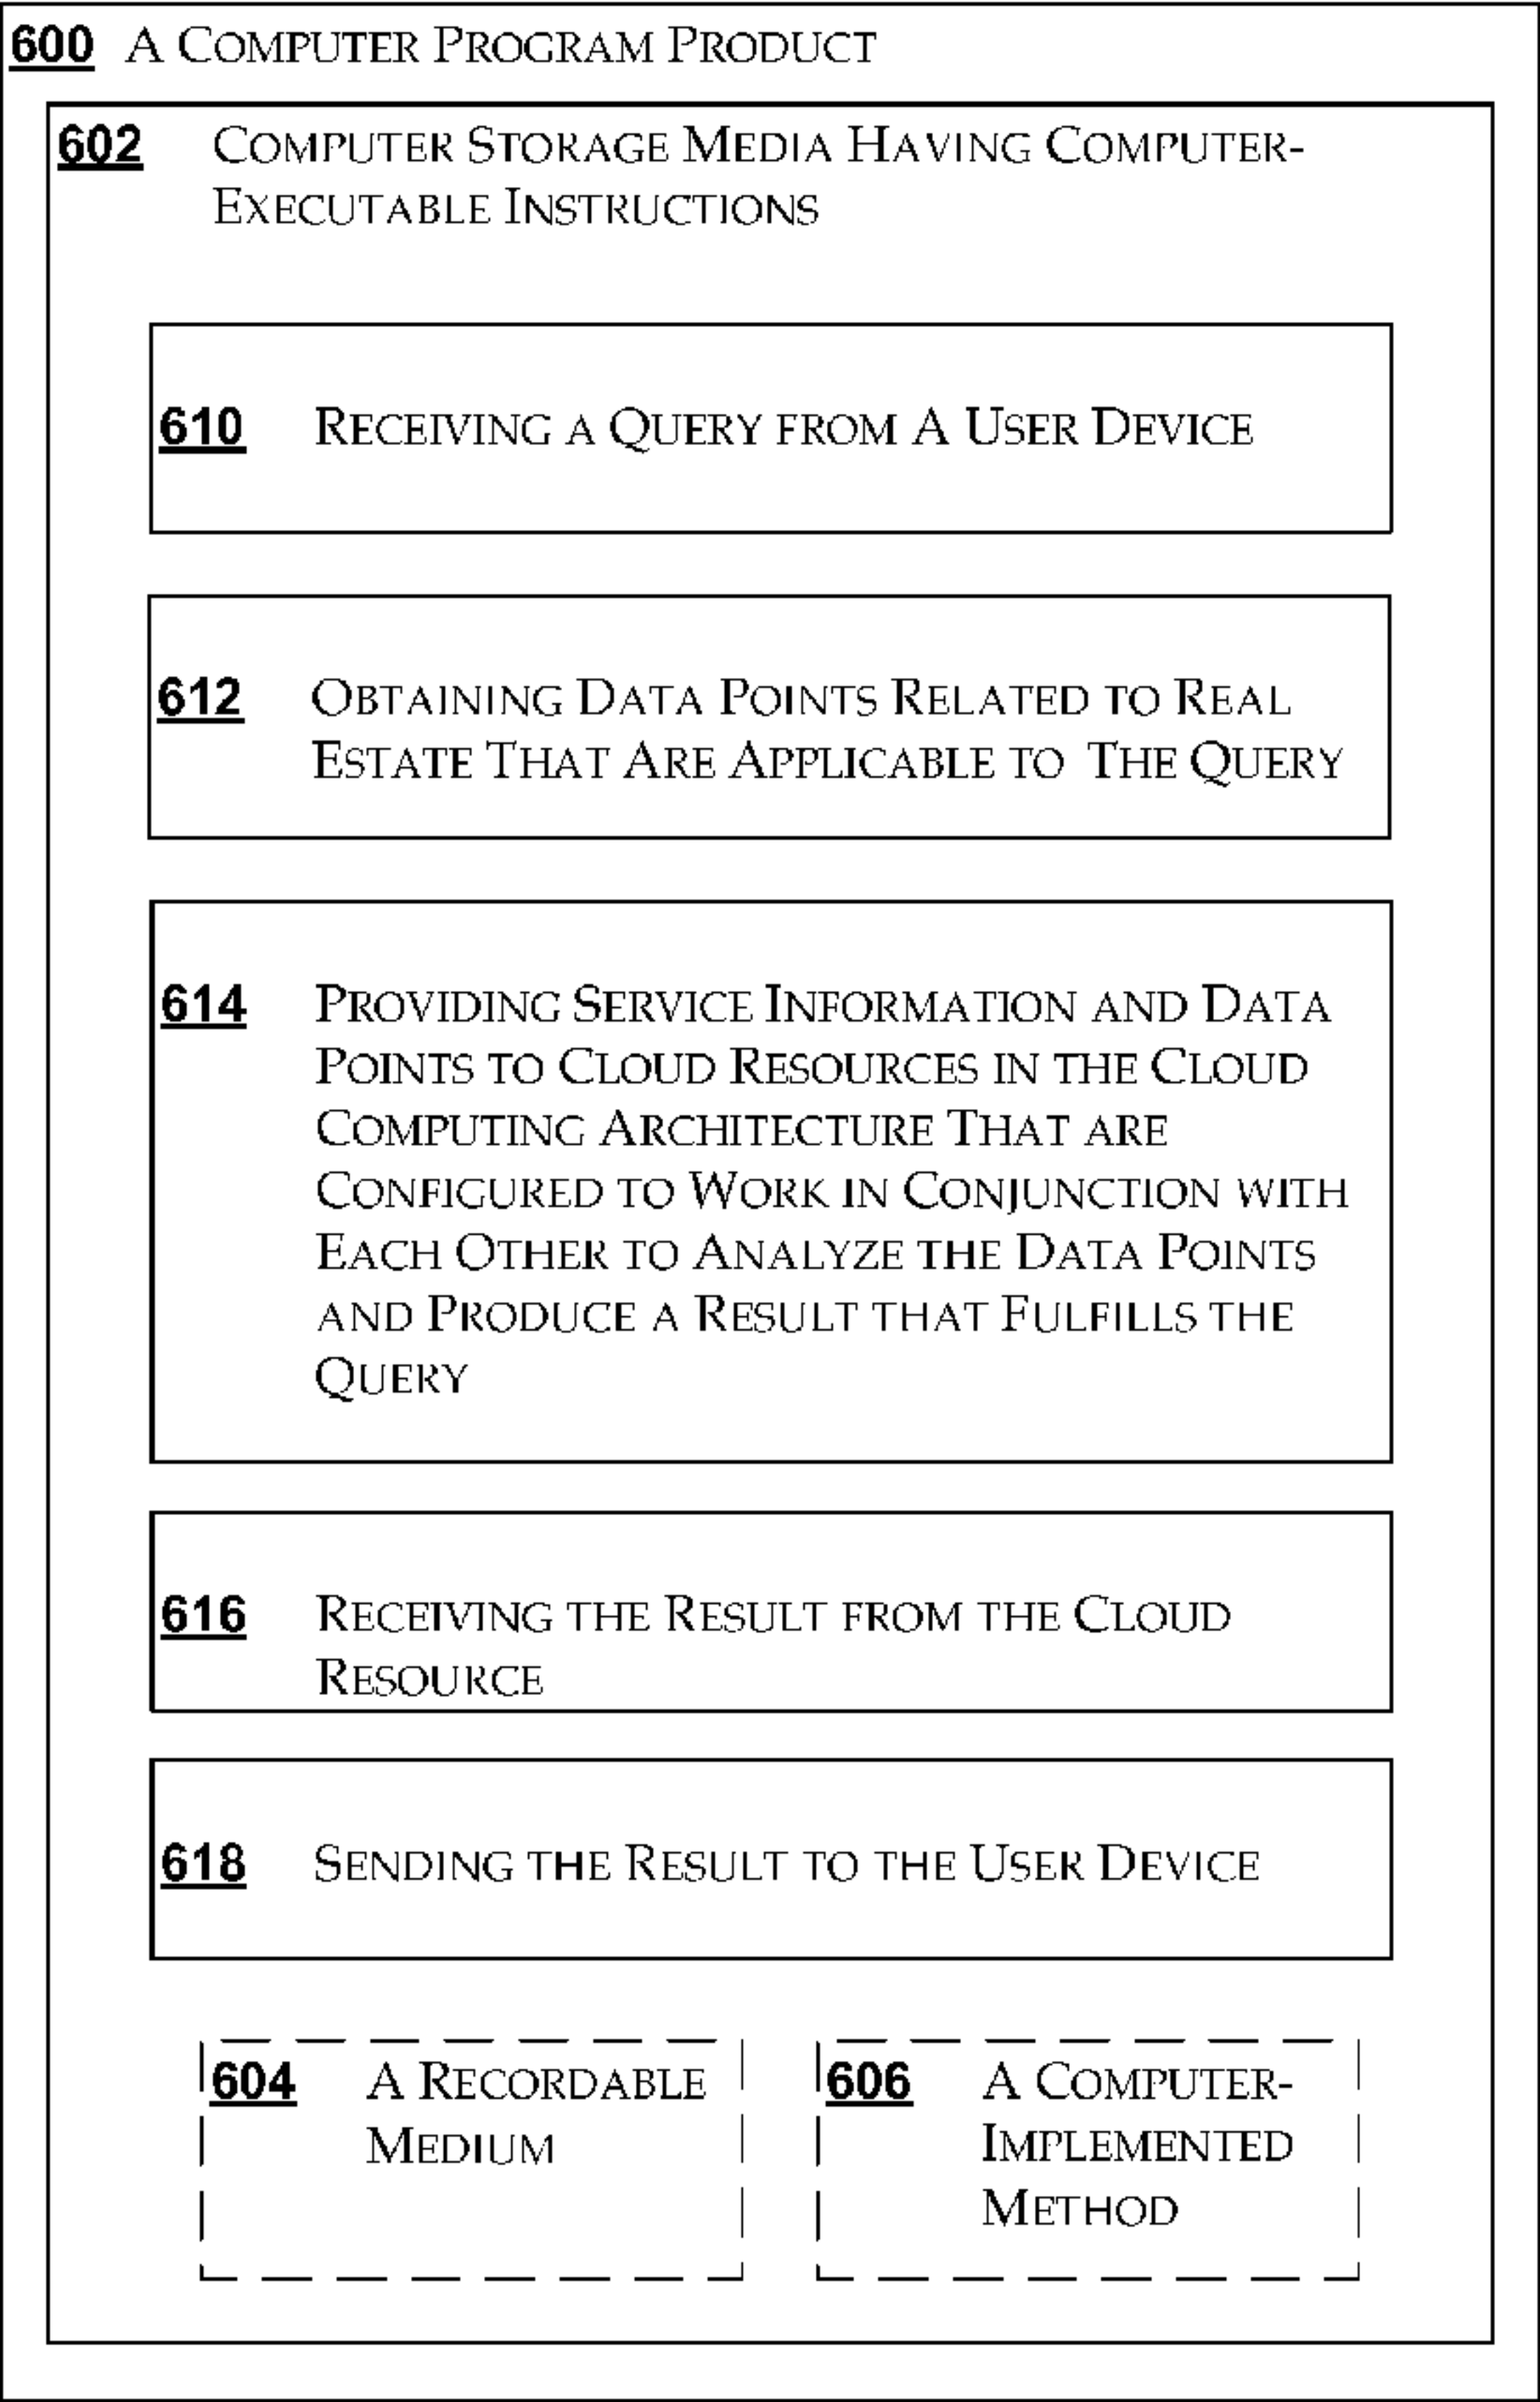 600 A Computer Program Product
602 Computer Storage Media Having Computer-
Executable Instructions
610 Receiving a Query from A User Device
612 Obtaining Data Points Related to Real
Estate That Are Applicable to The Query
614 Providing Service Information and Data
Points to Cloud Resources in the Cloud
Computing Architecture That are
Configured to Work in Conjunction with
Each Other to Analyze the Data Points
and Produce a Result that Fulfills the
Query
616 Receiving the Result from the Cloud
Resource
618 Sending the Result to the User Device
604 A Recordable
Medium
606 A Computer-
Implemented
Method